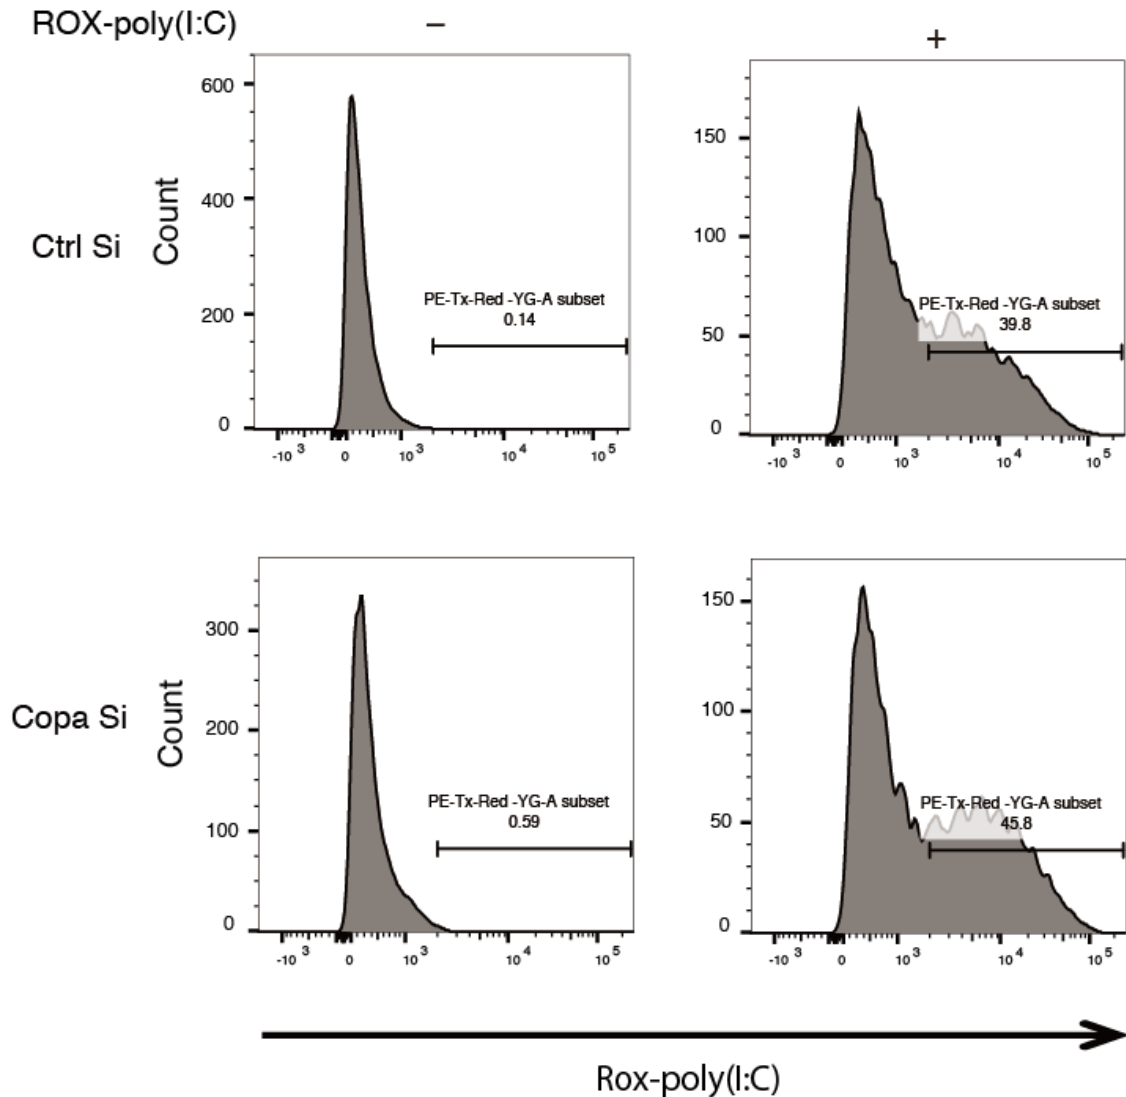 ROX-poly(I:C) – +
Ctrl Si
Count
600
400
200
0
PE-Tx-Red -YG-A subset
0.14
-10 3 0 10 3 10 4 10 5
150
100
50
0
PE-Tx-Red -YG-A subset
39.8
-10 3 0 10 3 10 4 10 5
Copa Si
Count
300
200
100
0
PE-Tx-Red -YG-A subset
0.59
-10 3 0 10 3 10 4 10 5
150
100
50
0
PE-Tx-Red -YG-A subset
45.8
-10 3 0 10 3 10 4 10 5
Rox-poly(I:C)